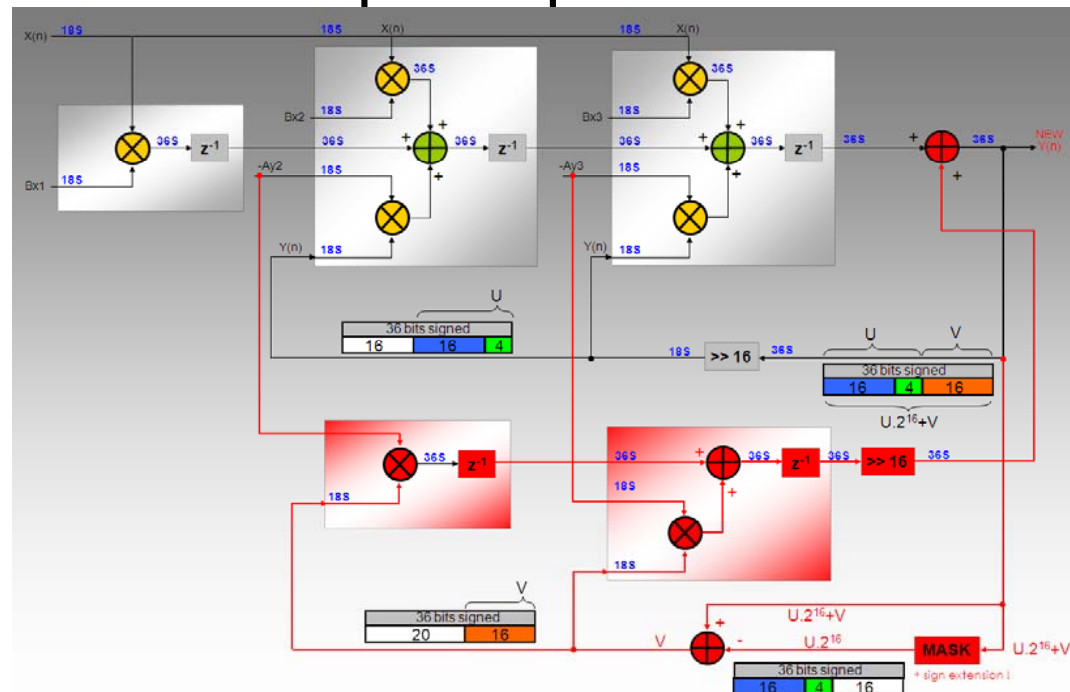 X(n) 18S 18S X(n) 18S X(n)
36S 36S
Bx2 18S Bx3 18S
36S z-1 36S + + 36S z-1 36S + + 36S z-1 36S + 36S NEW Y(n)
Bx1 18S
-Ay2 18S + -Ay3 18S + +
Y(n) 18S Y(n) 18S
U
36 bits signed
16 16 4
18S >> 16 36S
U V
36 bits signed
16 4 16
U.2^16+V
36S z-1 36S + 36S z-1 36S >> 16 36S
18S 18S +
18S
V
36 bits signed
20 16
U.2^16+V
V + - U.2^16 MASK U.2^16+V
+ sign extension !
36 bits signed
16 4 16